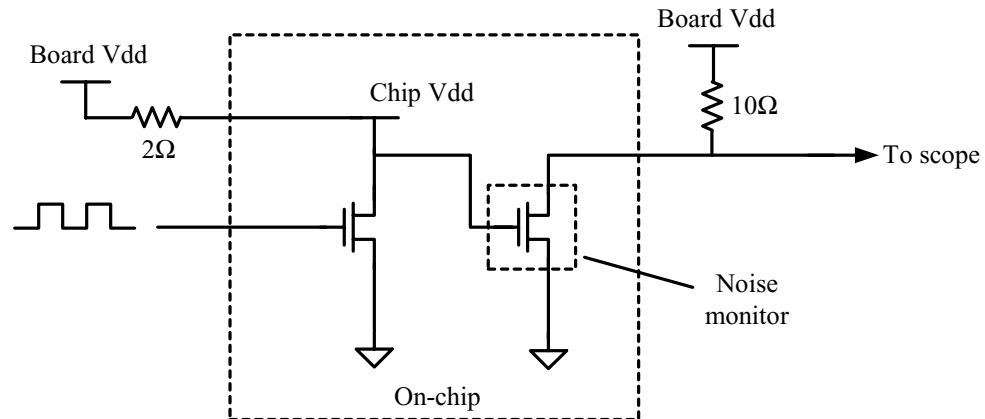 Board Vdd
Board Vdd
Chip Vdd
10Ω
2Ω
To scope
Noise
monitor
On-chip